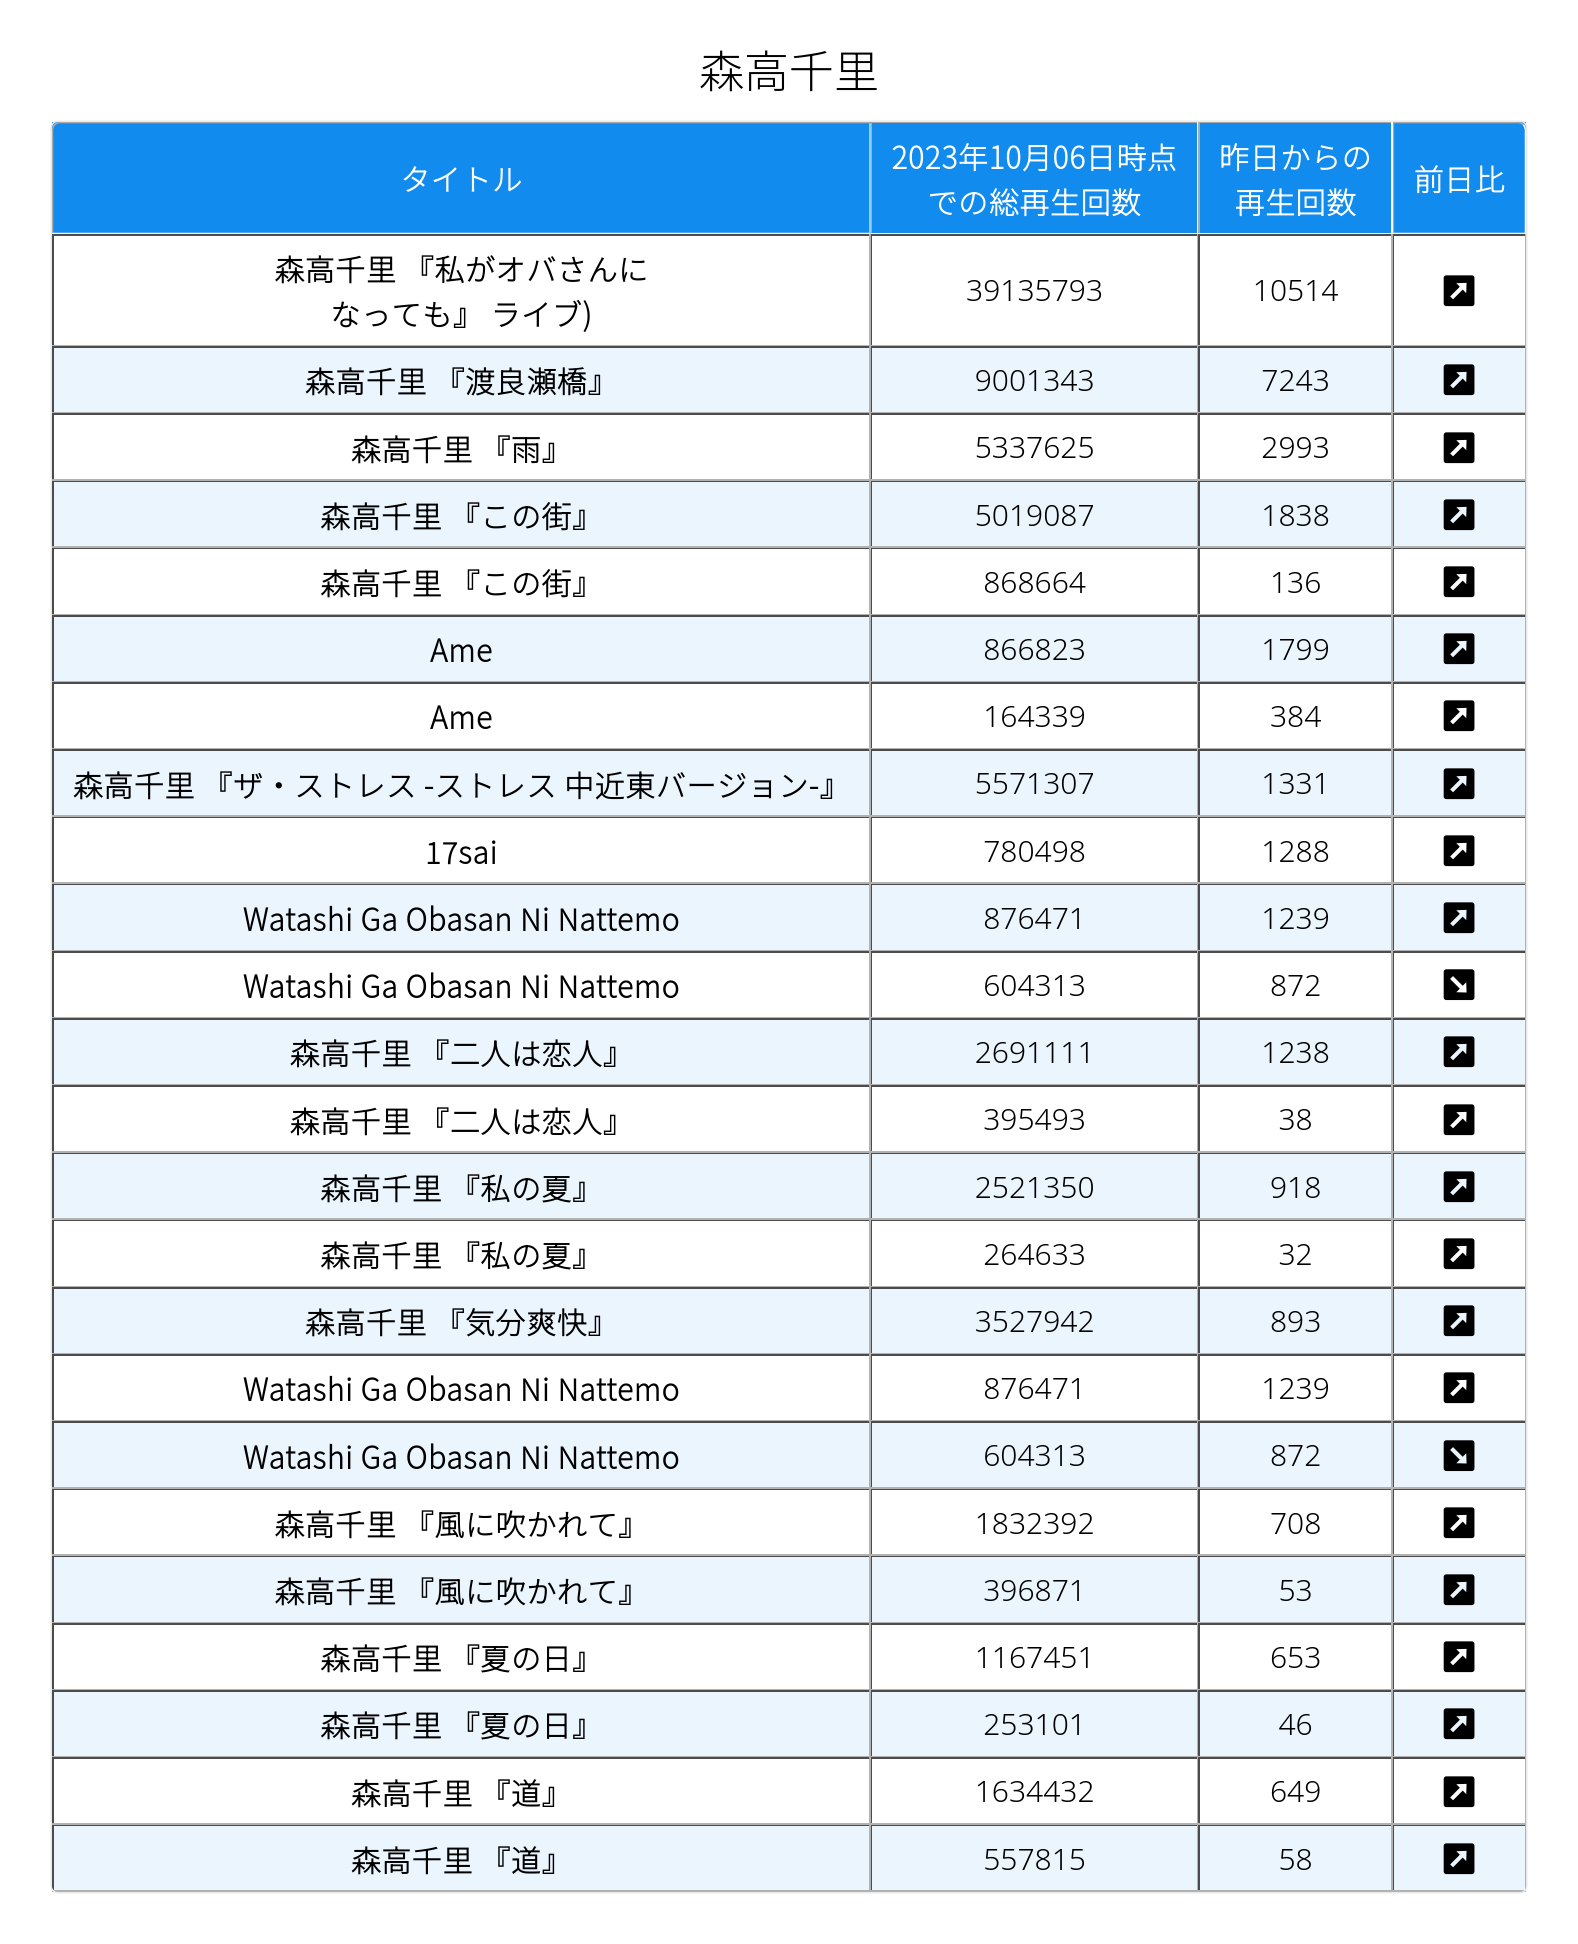 森高千里
タイトル 2023年10月06日時点 昨日からの 前日比
での総再生回数 再生回数
森高千里 『私がオバさんに
なっても』 ライブ) 39135793 10514
森高千里 『渡良瀬橋』 9001343 7243
森高千里 『雨』 5337625 2993
森高千里 『この街』 5019087 1838
森高千里 『この街』 868664 136
Ame 866823 1799
Ame 164339 384
森高千里 『ザ・ストレス -ストレス 中近東バージョン-』 5571307 1331
17sai 780498 1288
Watashi Ga Obasan Ni Nattemo 876471 1239
Watashi Ga Obasan Ni Nattemo 604313 872
森高千里 『二人は恋人』 2691111 1238
森高千里 『二人は恋人』 395493 38
森高千里 『私の夏』 2521350 918
森高千里 『私の夏』 264633 32
森高千里 『気分爽快』 3527942 893
Watashi Ga Obasan Ni Nattemo 876471 1239
Watashi Ga Obasan Ni Nattemo 604313 872
森高千里 『風に吹かれて』 1832392 708
森高千里 『風に吹かれて』 396871 53
森高千里 『夏の日』 1167451 653
森高千里 『夏の日』 253101 46
森高千里 『道』 1634432 649
森高千里 『道』 557815 58